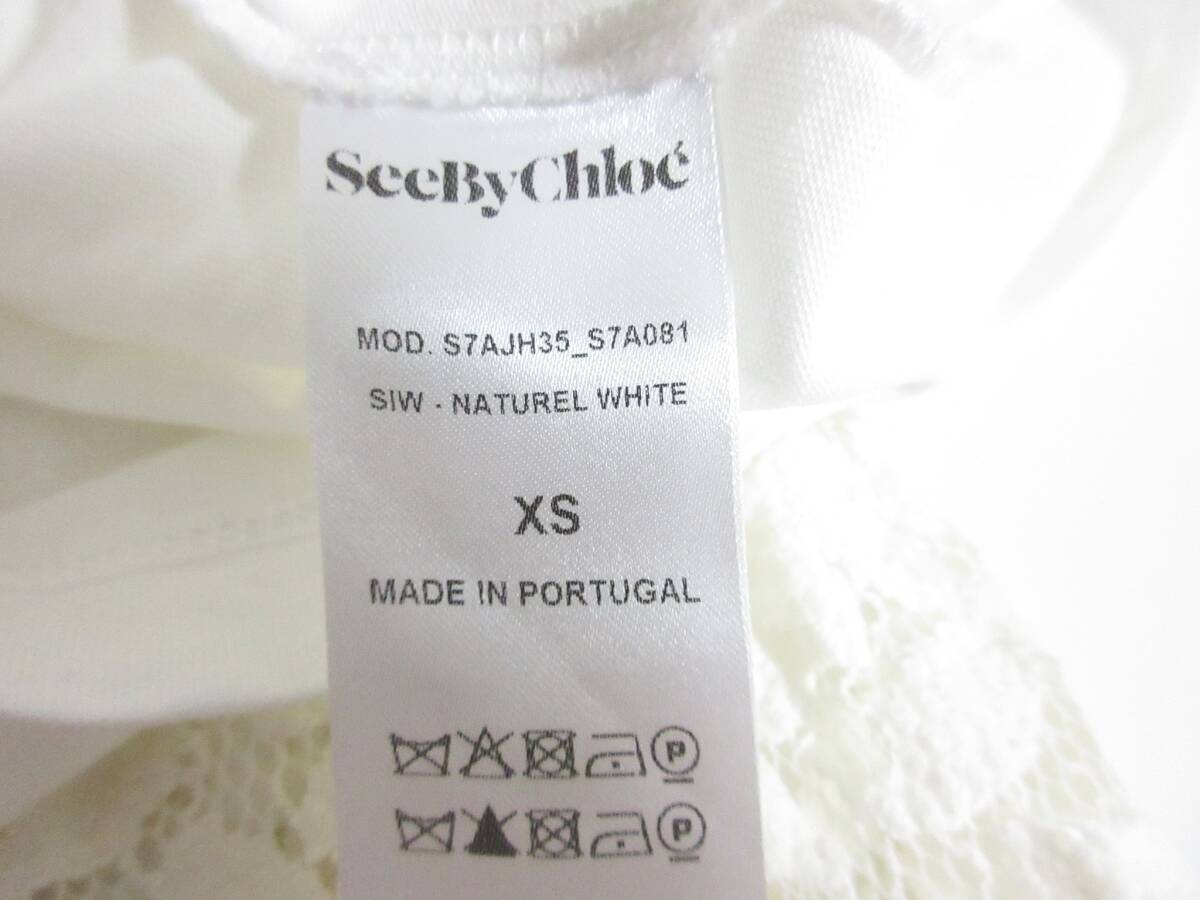 SeeByChloé
MOD. S7AJH35_S7A081
SIW - NATUREL WHITE
XS
MADE IN PORTUGAL
P
P